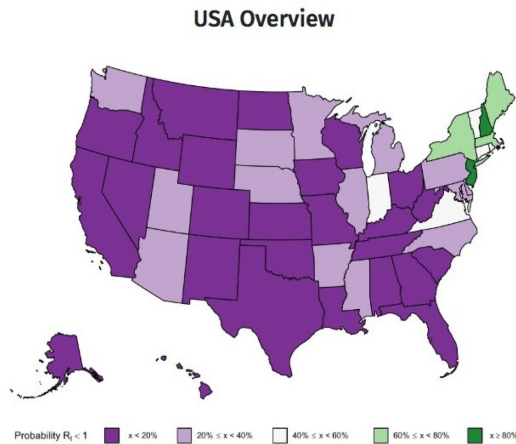 USA Overview
Probability Rₜ < 1 x < 20% 20% ≤ x < 40% 40% ≤ x < 60% 60% ≤ x < 80% x ≥ 80%